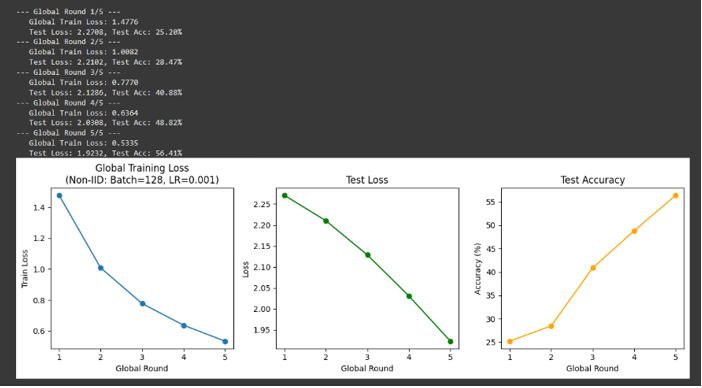 --- Global Round 1/5 ---
Global Train Loss: 1.4776
Test Loss: 2.2708, Test Acc: 25.20%
--- Global Round 2/5 ---
Global Train Loss: 1.0082
Test Loss: 2.2102, Test Acc: 28.47%
--- Global Round 3/5 ---
Global Train Loss: 0.7770
Test Loss: 2.1286, Test Acc: 40.88%
--- Global Round 4/5 ---
Global Train Loss: 0.6364
Test Loss: 2.0308, Test Acc: 48.82%
--- Global Round 5/5 ---
Global Train Loss: 0.5335
Test Loss: 1.9232, Test Acc: 56.41%
Global Training Loss
(Non-IID: Batch=128, LR=0.001)
Train Loss
1.4
1.2
1.0
0.8
0.6
1 2 3 4 5
Global Round
Test Loss
Loss
2.25
2.20
2.15
2.10
2.05
2.00
1.95
1 2 3 4 5
Global Round
Test Accuracy
Accuracy (%)
55
50
45
40
35
30
25
1 2 3 4 5
Global Round